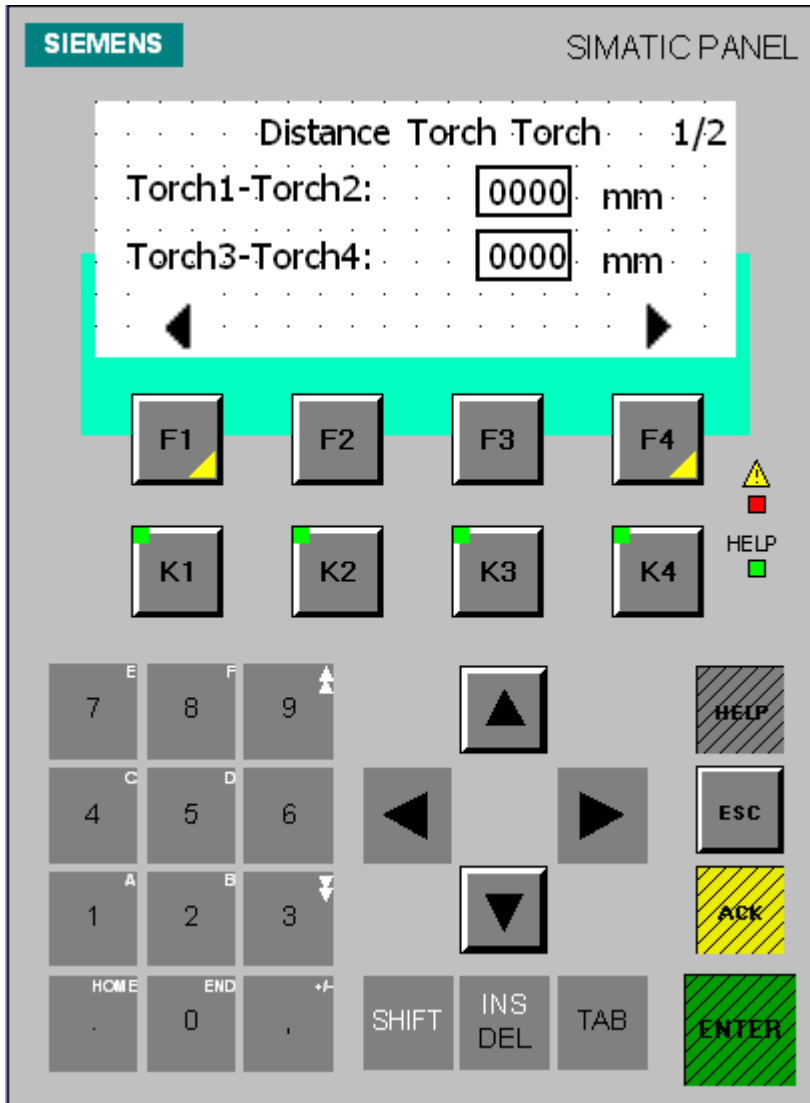 SIEMENS SIMATIC PANEL
Distance Torch Torch 1/2
Torch1-Torch2: 0000 mm
Torch3-Torch4: 0000 mm
F1 F2 F3 F4
HELP
K1 K2 K3 K4
E F
7 8 9 HELP
C D
4 5 6 ESC
A B
1 2 3 ACK
HOME END +/-
. 0 , SHIFT INS DEL TAB ENTER